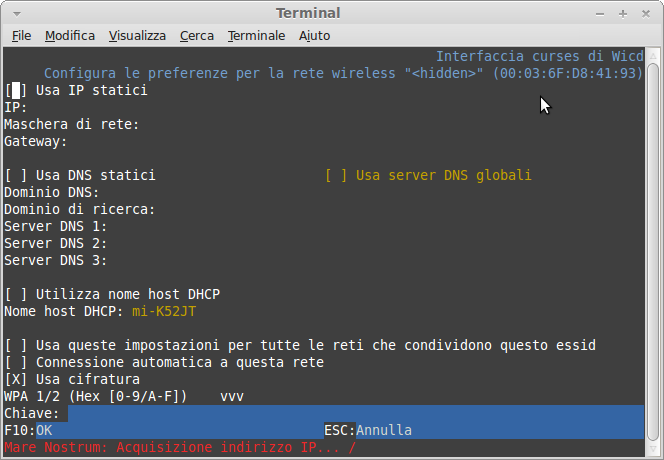 Terminal
File Modifica Visualizza Cerca Terminale Aiuto
Interfaccia curses di Wicd
Configura le preferenze per la rete wireless "<hidden>" (00:03:6F:D8:41:93)
[ ] Usa IP statici
IP:
Maschera di rete:
Gateway:
[ ] Usa DNS statici [ ] Usa server DNS globali
Dominio DNS:
Dominio di ricerca:
Server DNS 1:
Server DNS 2:
Server DNS 3:
[ ] Utilizza nome host DHCP
Nome host DHCP: mi-K52JT
[ ] Usa queste impostazioni per tutte le reti che condividono questo essid
[ ] Connessione automatica a questa rete
[X] Usa cifratura
WPA 1/2 (Hex [0-9/A-F]) vvv
Chiave:
F10:OK ESC:Annulla
Mare Nostrum: Acquisizione indirizzo IP... /